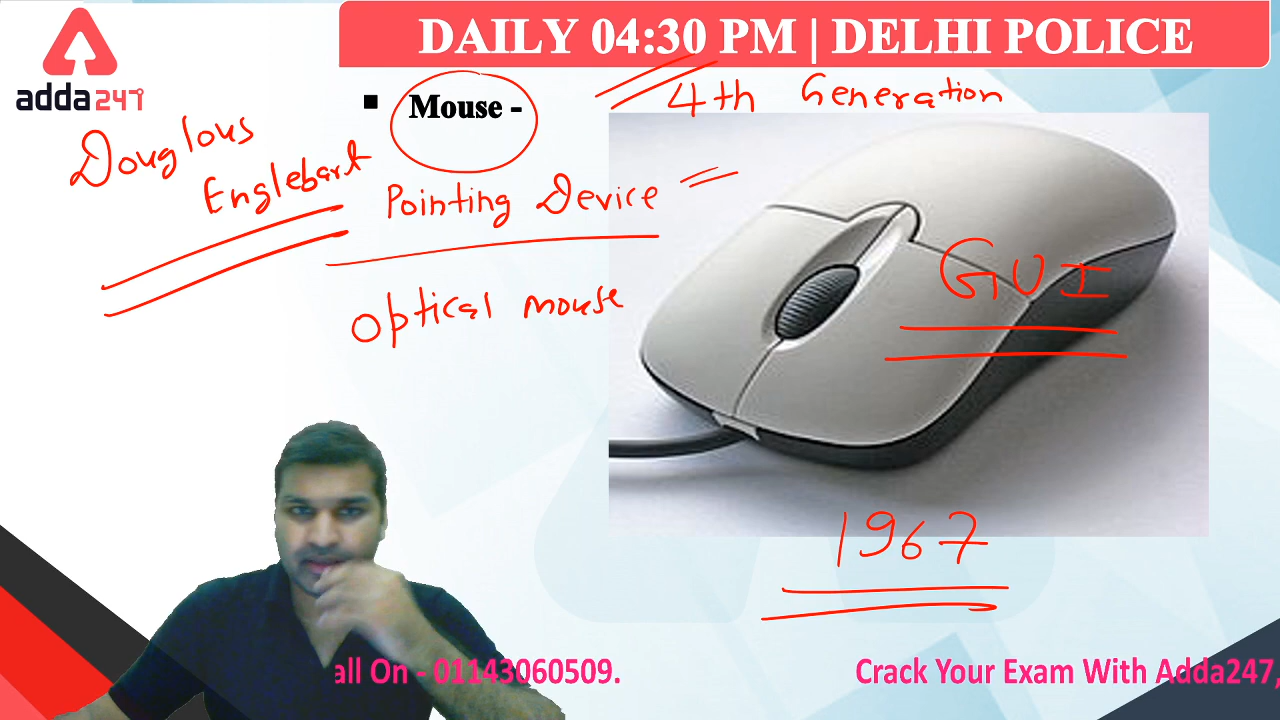 DAILY 04:30 PM | DELHI POLICE
adda247
Mouse -
4th Generation
Douglous
Englebart
Pointing Device
GUI
Optical mouse
1967
all On - 01143060509.
Crack Your Exam With Adda247,